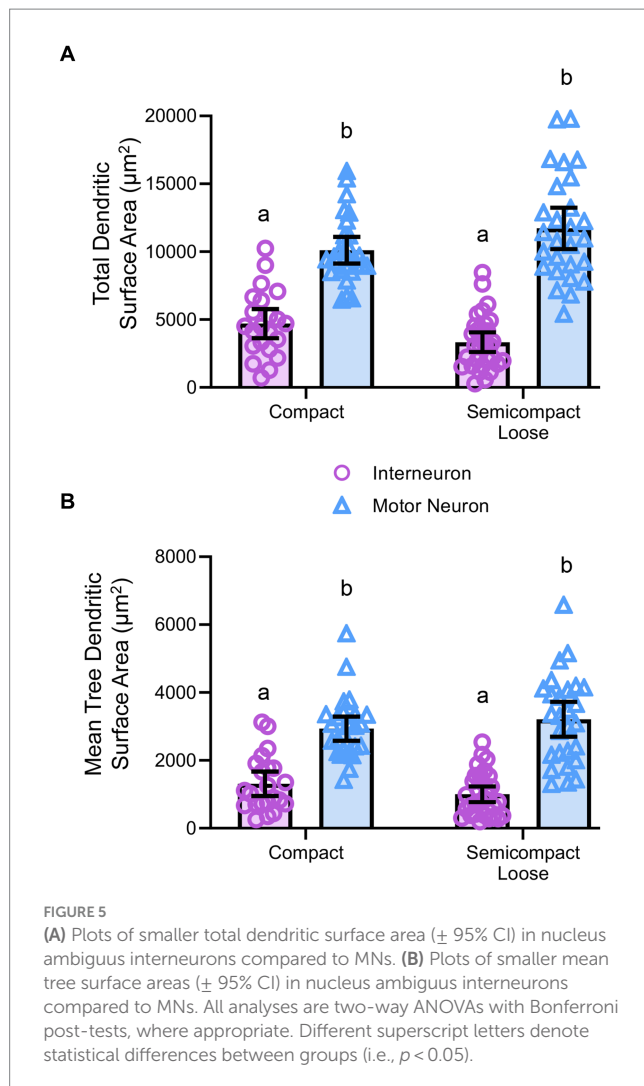 A
Total Dendritic
Surface Area (µm²)
20000
15000
10000
5000
0
a
b
a
b
Compact
Semicompact
Loose
Interneuron
Motor Neuron
B
Mean Tree Dendritic
Surface Area (µm²)
8000
6000
4000
2000
0
a
b
a
b
Compact
Semicompact
Loose
FIGURE 5
(A) Plots of smaller total dendritic surface area (± 95% CI) in nucleus
ambiguus interneurons compared to MNs. (B) Plots of smaller mean
tree surface areas (± 95% CI) in nucleus ambiguus interneurons
compared to MNs. All analyses are two-way ANOVAs with Bonferroni
post-tests, where appropriate. Different superscript letters denote
statistical differences between groups (i.e., p < 0.05).